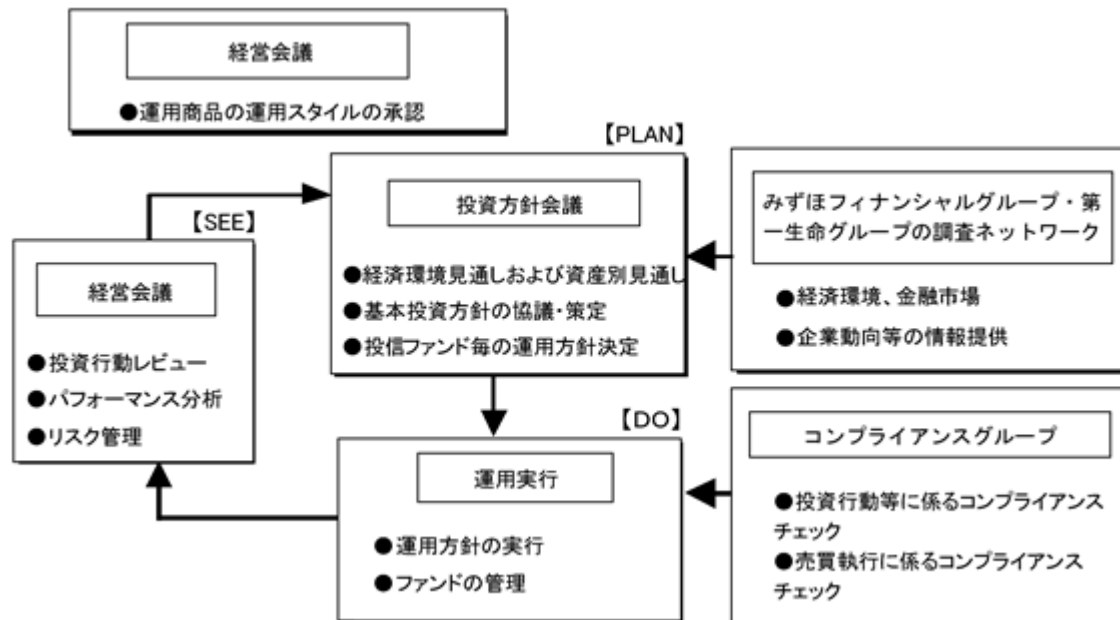 経営会議
●運用商品の運用スタイルの承認
【PLAN】
投資方針会議
●経済環境見通しおよび資産別見通し
●基本投資方針の協議・策定
●投信ファンド毎の運用方針決定
みずほフィナンシャルグループ・第
一生命グループの調査ネットワーク
●経済環境、金融市場
●企業動向等の情報提供
【SEE】
経営会議
●投資行動レビュー
●パフォーマンス分析
●リスク管理
【DO】
運用実行
●運用方針の実行
●ファンドの管理
コンプライアンスグループ
●投資行動等に係るコンプライアンス
チェック
●売買執行に係るコンプライアンス
チェック